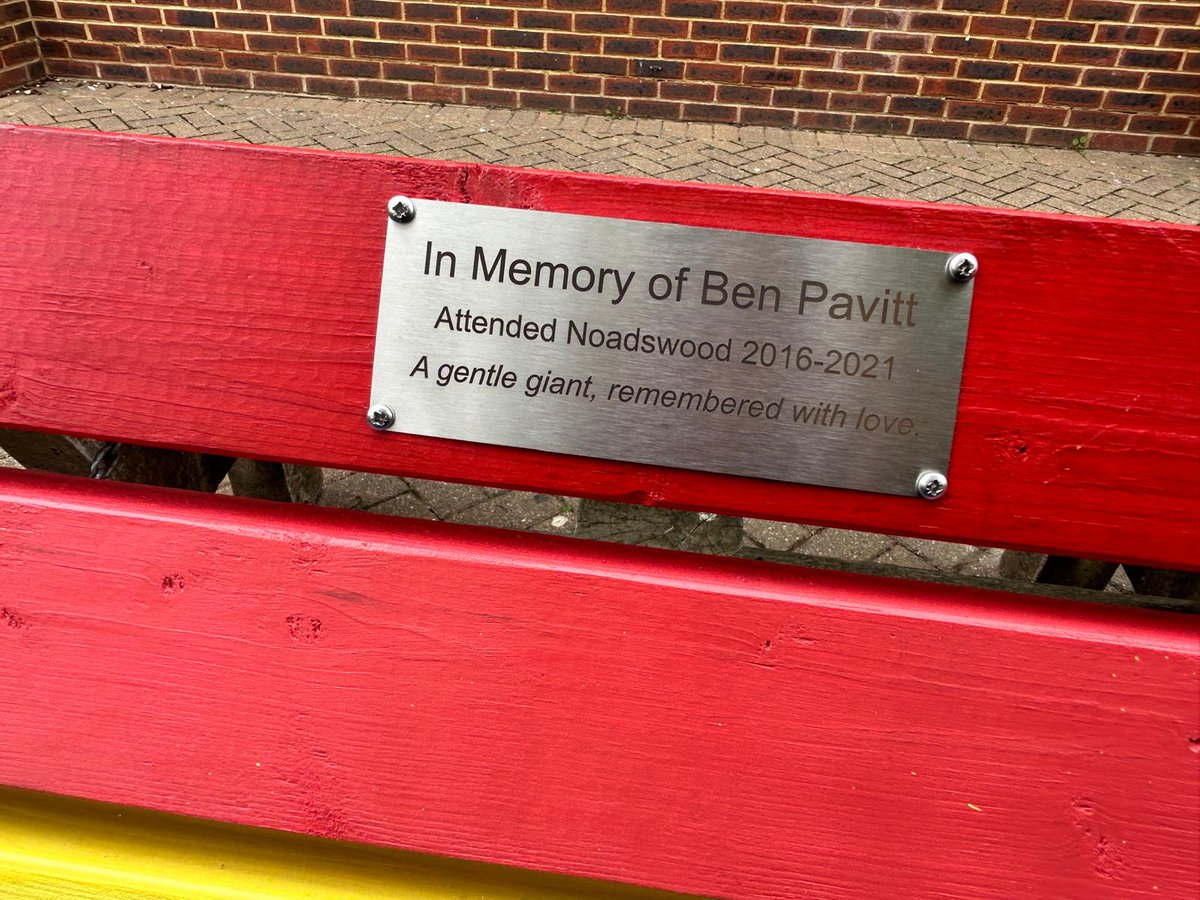 In Memory of Ben Pavitt
Attended Noadswood 2016-2021
A gentle giant, remembered with love.